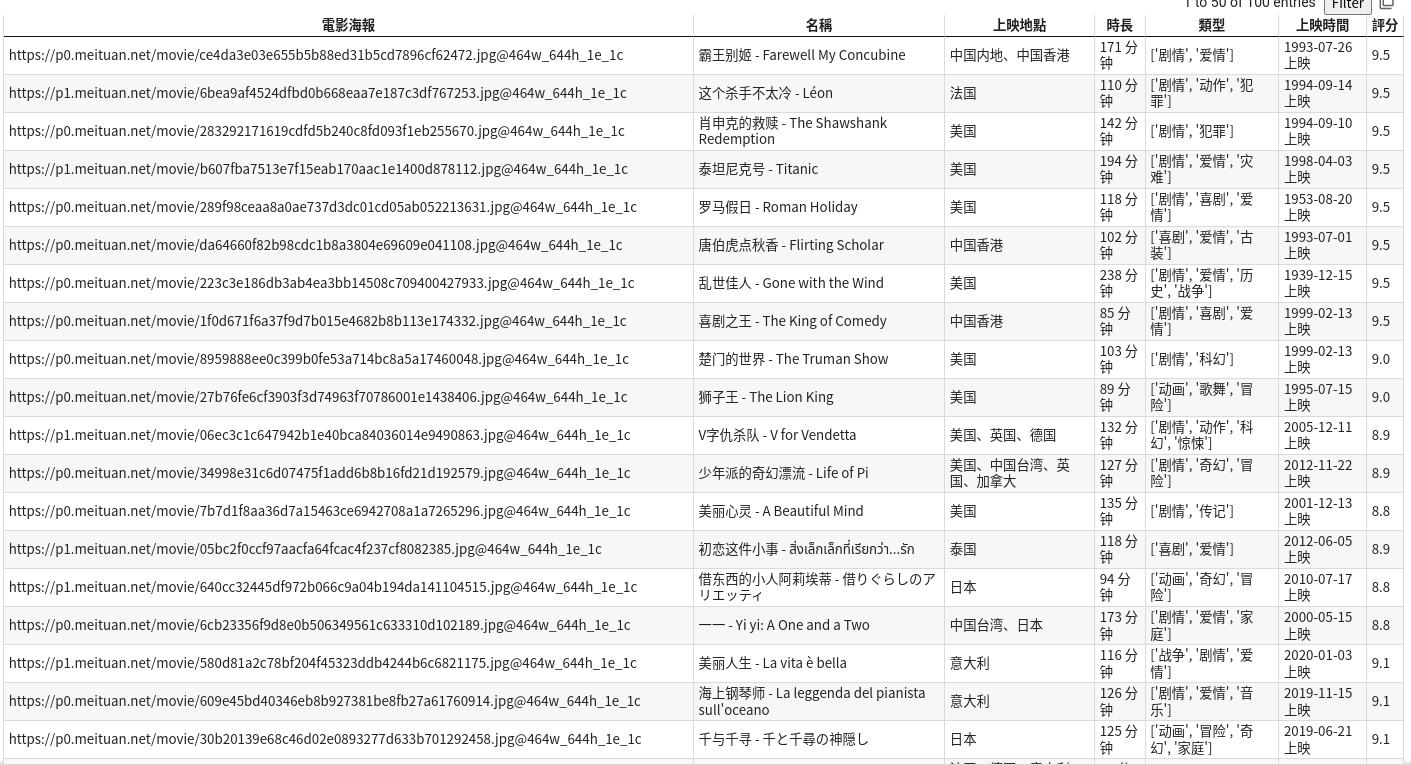 1 to 50 of 100 entries Filter
電影海報 名稱 上映地點 時長 類型 上映時間 評分
https://p0.meituan.net/movie/ce4da3e03e655b5b88ed31b5cd7896cf62472.jpg@464w_644h_1e_1c 霸王别姬 - Farewell My Concubine 中国内地、中国香港 171 分钟 ['剧情', '爱情'] 1993-07-26 上映 9.5
https://p1.meituan.net/movie/6bea9af4524dfbd0b668eaa7e187c3df767253.jpg@464w_644h_1e_1c 这个杀手不太冷 - Léon 法国 110 分钟 ['剧情', '动作', '犯罪'] 1994-09-14 上映 9.5
https://p0.meituan.net/movie/283292171619cdfd5b240c8fd093f1eb255670.jpg@464w_644h_1e_1c 肖申克的救赎 - The Shawshank Redemption 美国 142 分钟 ['剧情', '犯罪'] 1994-09-10 上映 9.5
https://p1.meituan.net/movie/b607fba7513e7f15eab170aac1e1400d878112.jpg@464w_644h_1e_1c 泰坦尼克号 - Titanic 美国 194 分钟 ['剧情', '爱情', '灾难'] 1998-04-03 上映 9.5
https://p0.meituan.net/movie/289f98ceaa8a0ae737d3dc01cd05ab052213631.jpg@464w_644h_1e_1c 罗马假日 - Roman Holiday 美国 118 分钟 ['剧情', '喜剧', '爱情'] 1953-08-20 上映 9.5
https://p0.meituan.net/movie/da64660f82b98cdc1b8a3804e69609e041108.jpg@464w_644h_1e_1c 唐伯虎点秋香 - Flirting Scholar 中国香港 102 分钟 ['喜剧', '爱情', '古装'] 1993-07-01 上映 9.5
https://p0.meituan.net/movie/223c3e186db3ab4ea3bb14508c709400427933.jpg@464w_644h_1e_1c 乱世佳人 - Gone with the Wind 美国 238 分钟 ['剧情', '爱情', '历史', '战争'] 1939-12-15 上映 9.5
https://p0.meituan.net/movie/1f0d671f6a37f9d7b015e4682b8b113e174332.jpg@464w_644h_1e_1c 喜剧之王 - The King of Comedy 中国香港 85 分钟 ['剧情', '喜剧', '爱情'] 1999-02-13 上映 9.5
https://p0.meituan.net/movie/8959888ee0c399b0fe53a714bc8a5a17460048.jpg@464w_644h_1e_1c 楚门的世界 - The Truman Show 美国 103 分钟 ['剧情', '科幻'] 1999-02-13 上映 9.0
https://p0.meituan.net/movie/27b76fe6cf3903f3d74963f70786001e1438406.jpg@464w_644h_1e_1c 狮子王 - The Lion King 美国 89 分钟 ['动画', '歌舞', '冒险'] 1995-07-15 上映 9.0
https://p1.meituan.net/movie/06ec3c1c647942b1e40bca84036014e9490863.jpg@464w_644h_1e_1c V字仇杀队 - V for Vendetta 美国、英国、德国 132 分钟 ['剧情', '动作', '科幻', '惊悚'] 2005-12-11 上映 8.9
https://p0.meituan.net/movie/34998e31c6d07475f1add6b8b16fd21d192579.jpg@464w_644h_1e_1c 少年派的奇幻漂流 - Life of Pi 美国、中国台湾、英国、加拿大 127 分钟 ['剧情', '奇幻', '冒险'] 2012-11-22 上映 8.9
https://p0.meituan.net/movie/7b7d1f8aa36d7a15463ce6942708a1a7265296.jpg@464w_644h_1e_1c 美丽心灵 - A Beautiful Mind 美国 135 分钟 ['剧情', '传记'] 2001-12-13 上映 8.8
https://p1.meituan.net/movie/05bc2f0ccf97aacfa64fcac4f237cf8082385.jpg@464w_644h_1e_1c 初恋这件小事 - สิ่งเล็กเล็กที่เรียกว่า...รัก 泰国 118 分钟 ['喜剧', '爱情'] 2012-06-05 上映 8.9
https://p1.meituan.net/movie/640cc32445df972b066c9a04b194da141104515.jpg@464w_644h_1e_1c 借东西的小人阿莉埃蒂 - 借りぐらしのアリエッティ 日本 94 分钟 ['动画', '奇幻', '冒险'] 2010-07-17 上映 8.8
https://p0.meituan.net/movie/6cb23356f9d8e0b506349561c633310d102189.jpg@464w_644h_1e_1c 一一 - Yi yi: A One and a Two 中国台湾、日本 173 分钟 ['剧情', '爱情', '家庭'] 2000-05-15 上映 8.8
https://p1.meituan.net/movie/580d81a2c78bf204f45323ddb4244b6c6821175.jpg@464w_644h_1e_1c 美丽人生 - La vita è bella 意大利 116 分钟 ['战争', '剧情', '爱情'] 2020-01-03 上映 9.1
https://p0.meituan.net/movie/609e45bd40346eb8b927381be8fb27a61760914.jpg@464w_644h_1e_1c 海上钢琴师 - La leggenda del pianista sull'oceano 意大利 126 分钟 ['剧情', '爱情', '音乐'] 2019-11-15 上映 9.1
https://p0.meituan.net/movie/30b20139e68c46d02e0893277d633b701292458.jpg@464w_644h_1e_1c 千与千寻 - 千と千尋の神隠し 日本 125 分钟 ['动画', '冒险', '奇幻', '家庭'] 2019-06-21 上映 9.1